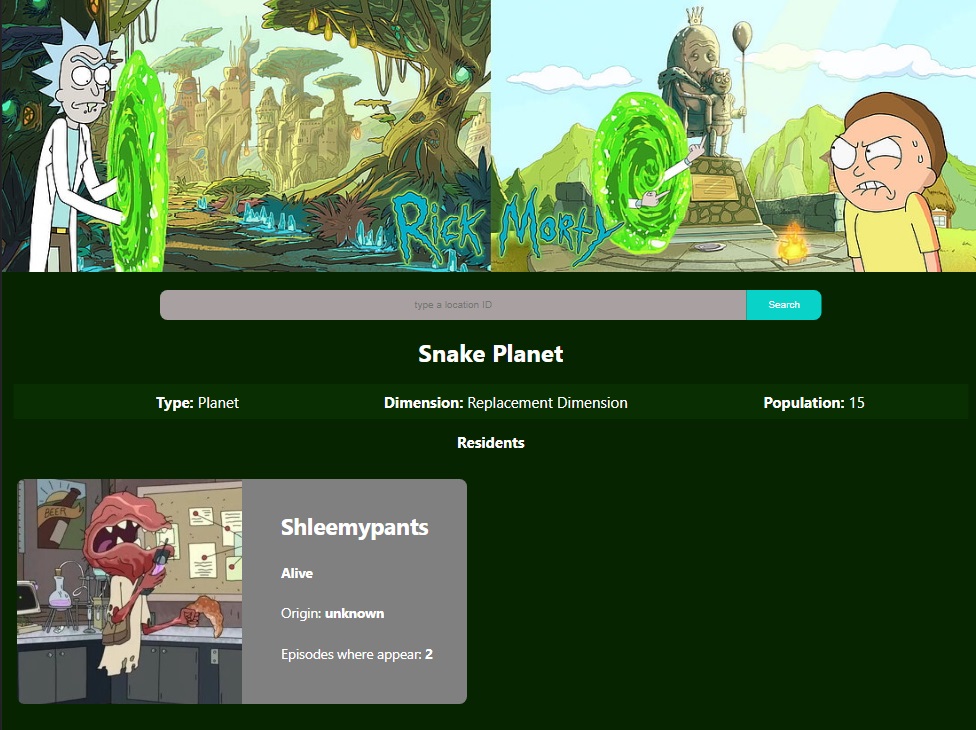 Rick and Morty
type a location ID
Search
Snake Planet
Type: Planet
Dimension: Replacement Dimension
Population: 15
Residents
BEER
Shleemypants
Alive
Origin: unknown
Episodes where appear: 2